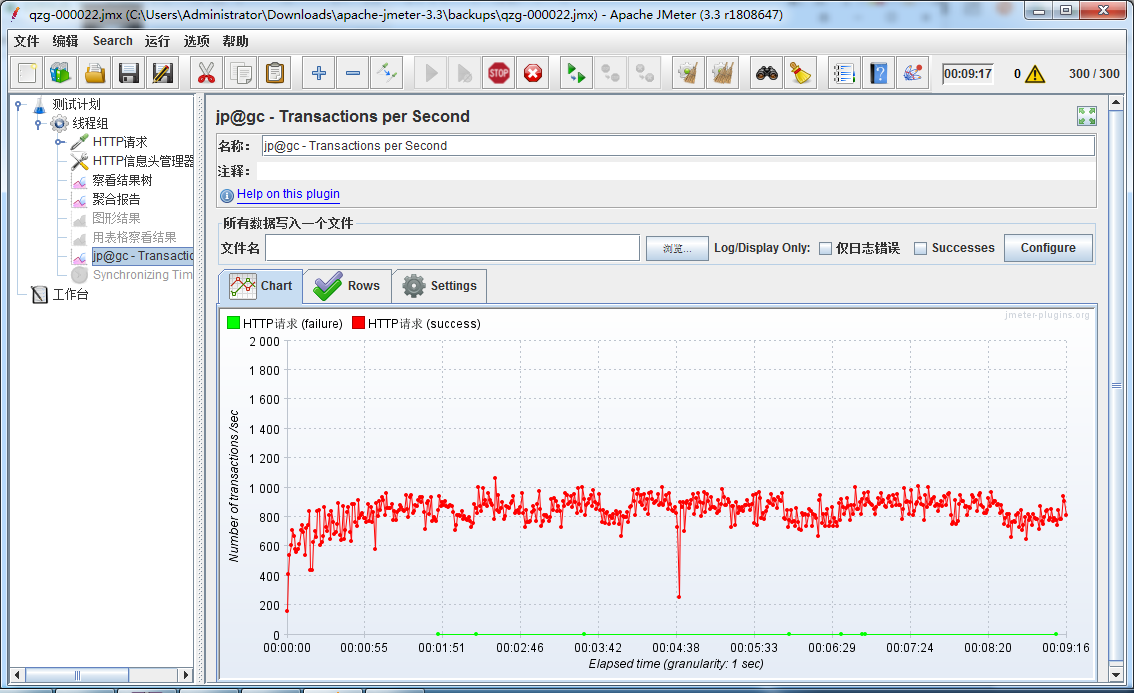 qzg-000022.jmx (C:\Users\Administrator\Downloads\apache-jmeter-3.3\backups\qzg-000022.jmx) - Apache JMeter (3.3 r1808647)
文件 编辑 Search 运行 选项 帮助
STOP 00:09:17 0 300 / 300
测试计划
线程组
HTTP请求
HTTP信息头管理器
察看结果树
聚合报告
图形结果
用表格察看结果
jp@gc - Transactio
Synchronizing Tim
工作台
jp@gc - Transactions per Second
名称: jp@gc - Transactions per Second
注释:
Help on this plugin
所有数据写入一个文件
文件名 浏览... Log/Display Only: 仅日志错误 Successes Configure
Chart Rows Settings
jmeter-plugins.org
HTTP请求 (failure) HTTP请求 (success)
Number of transactions /sec
2 000
1 800
1 600
1 400
1 200
1 000
800
600
400
200
0
00:00:00 00:00:55 00:01:51 00:02:46 00:03:42 00:04:38 00:05:33 00:06:29 00:07:24 00:08:20 00:09:16
Elapsed time (granularity: 1 sec)